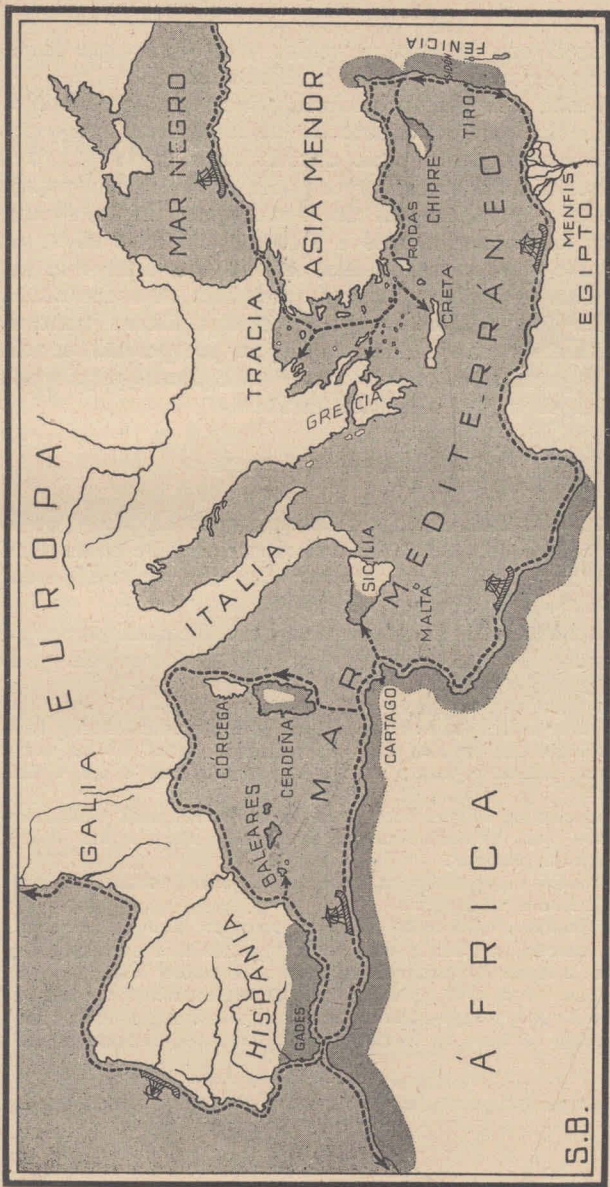 EUROPA
GALIA
MAR NEGRO
TRACIA
ASIA MENOR
ITALIA
GRECIA
CÓRCEGA
CERDEÑA
BALEARES
HISPANIA
GADES
SICILIA
MALTA
CARTAGO
RODAS
CRETA
CHIPRE
FENICIA
TIRO
MAR MEDITERRÁNEO
MENFIS
EGIPTO
ÁFRICA
S.B.